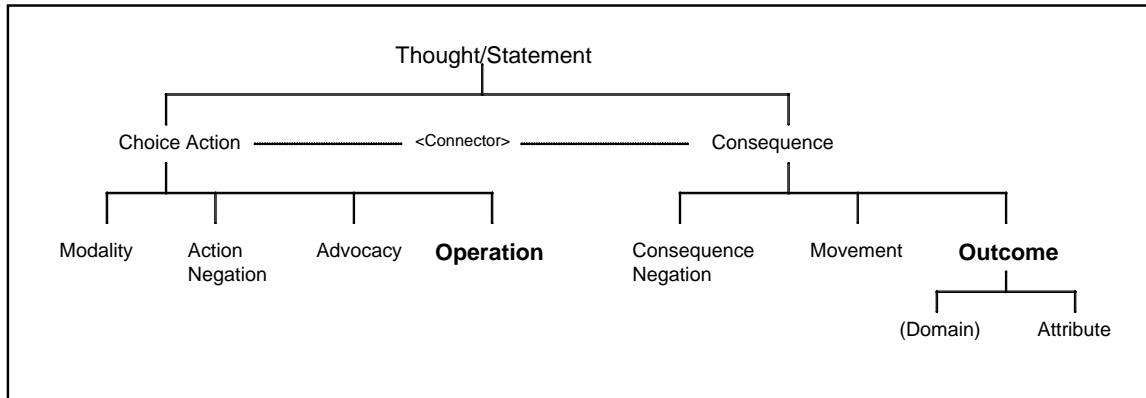 Thought/Statement
Choice Action
<Connector>
Consequence
Modality
Action
Negation
Advocacy
Operation
Consequence
Negation
Movement
Outcome
(Domain)
Attribute